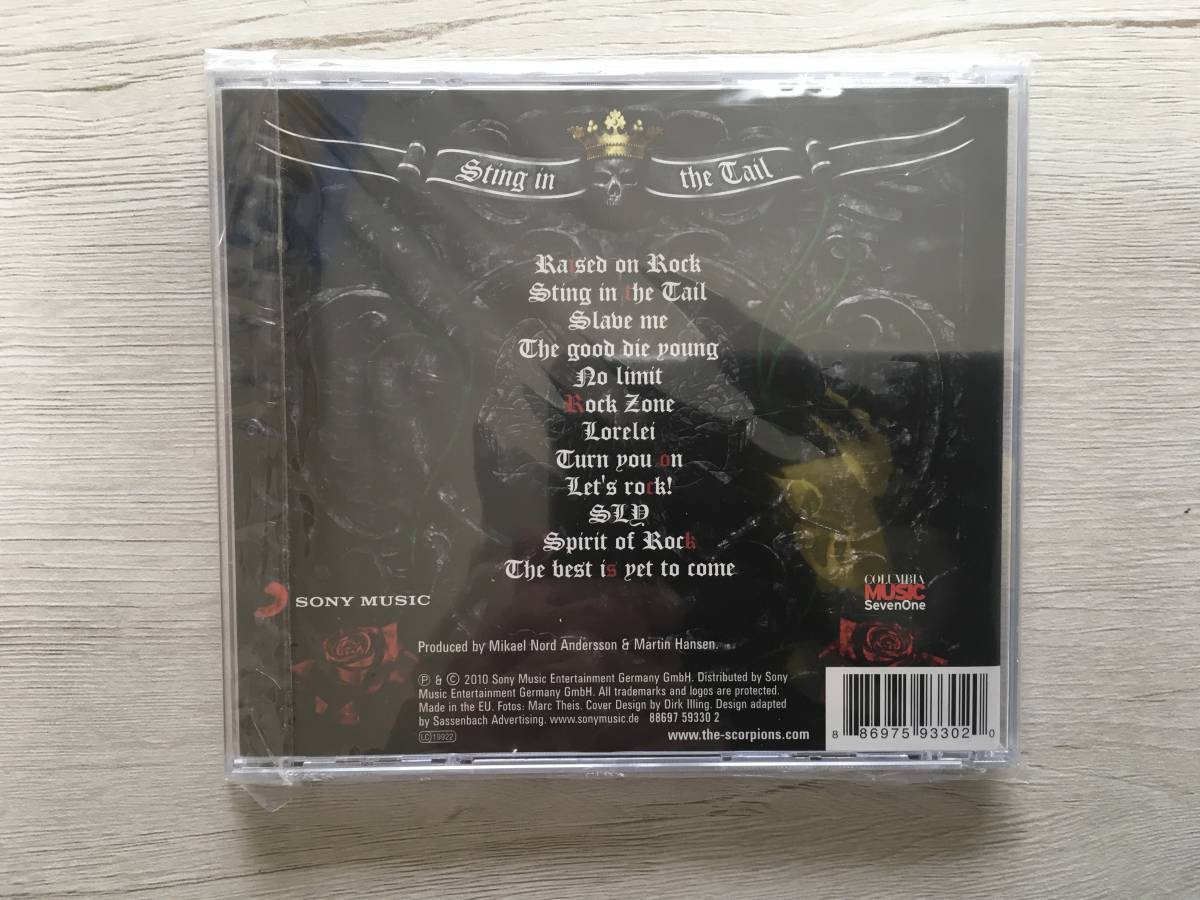 Sting in the Tail
Raised on Rock
Sting in the Tail
Slave me
The good die young
No limit
Rock Zone
Lorelei
Turn you on
Let's rock!
SLY
Spirit of Rock
The best is yet to come
SONY MUSIC
COLUMBIA
MUSIC
SevenOne
Produced by Mikael Nord Andersson & Martin Hansen.
Ⓟ & © 2010 Sony Music Entertainment Germany GmbH. Distributed by Sony
Music Entertainment Germany GmbH. All trademarks and logos are protected.
Made in the EU. Fotos: Marc Theis. Cover Design by Dirk Illing. Design adapted
by Sassenbach Advertising. www.sonymusic.de 88697 59330 2
LC 19922
www.the-scorpions.com
8 86975 93302 0